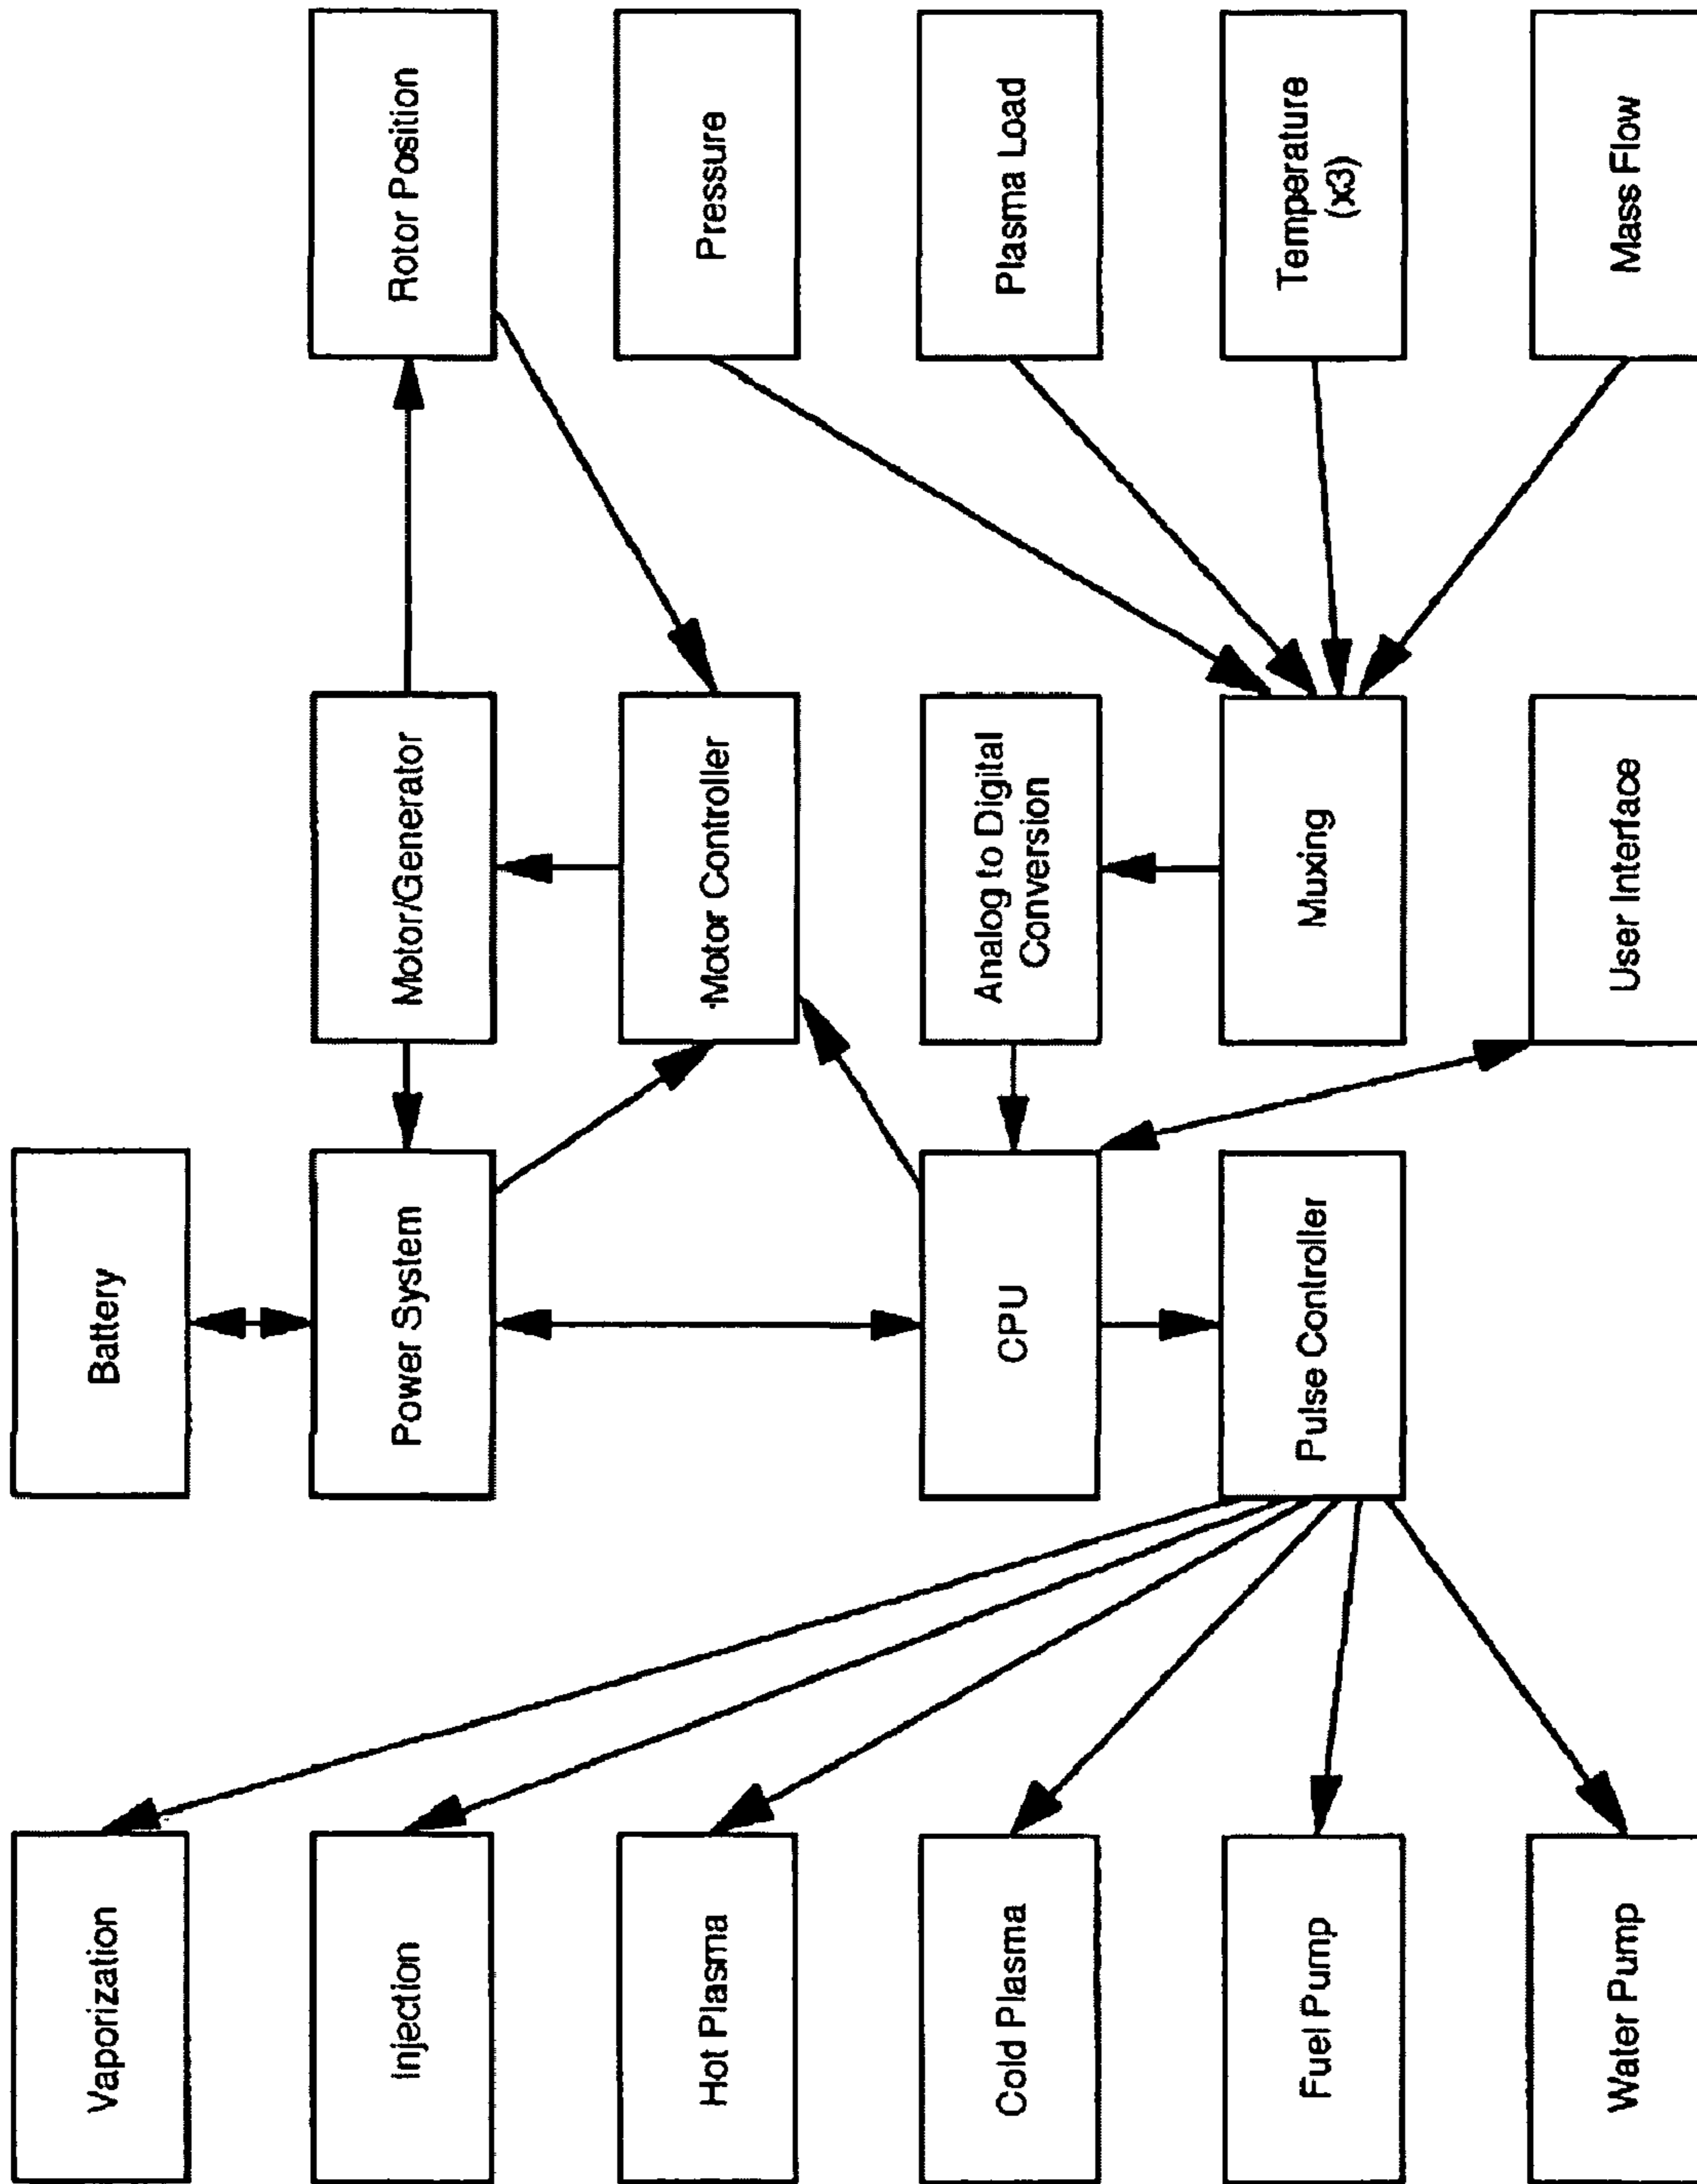 Battery
Vaporization
Power System
Motor/Generator
Rotor Position
Injection
Motor Controller
Pressure
Hot Plasma
CPU
Analog to Digital
Conversion
Plasma Load
Cold Plasma
Pulse Controller
Muxing
Temperature
(x3)
Fuel Pump
User Interface
Mass Flow
Water Pump